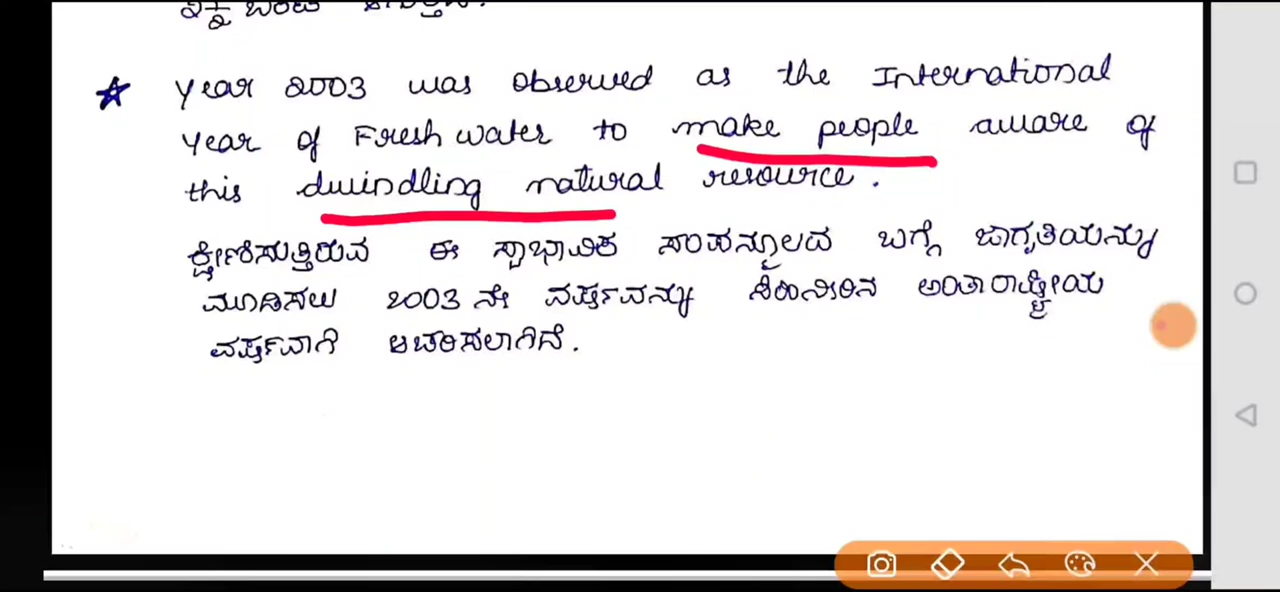 year 2003 was observed as the International
year of Fresh water to make people aware of
this dwindling natural resource.
ಕ್ಷೀಣಿಸುತ್ತಿರುವ ಈ ಸ್ವಾಭಾವಿಕ ಸಂಪನ್ಮೂಲದ ಬಗ್ಗೆ ಜಾಗೃತಿಯನ್ನು
ಮೂಡಿಸಲು 2003 ನೇ ವರ್ಷವನ್ನು ಸಿಹಿನೀರಿನ ಅಂತಾರಾಷ್ಟ್ರೀಯ
ವರ್ಷವಾಗಿ ಆಚರಿಸಲಾಗಿದೆ.